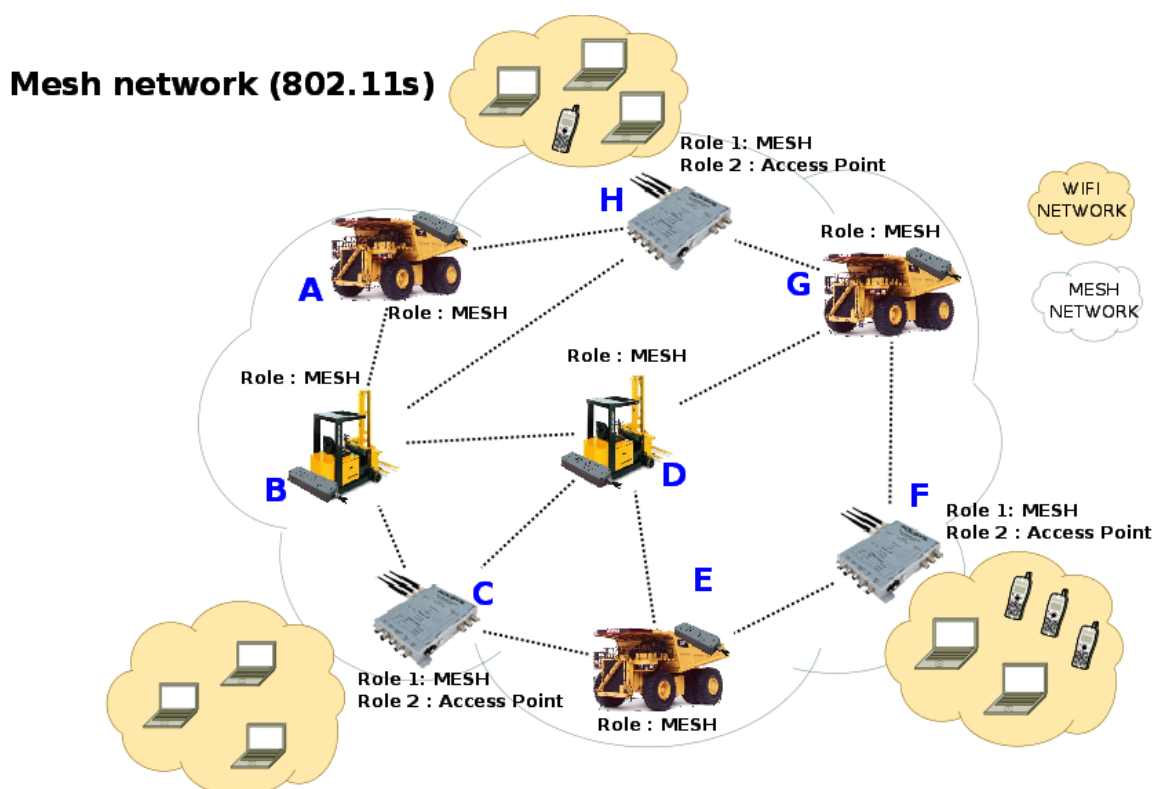 Mesh network (802.11s)
Role 1: MESH
Role 2 : Access Point
H
WIFI
NETWORK
Role : MESH
A
G
MESH
NETWORK
Role : MESH
Role : MESH
Role : MESH
B
D
F
Role 1: MESH
Role 2 : Access Point
E
C
Role 1: MESH
Role 2 : Access Point
Role : MESH